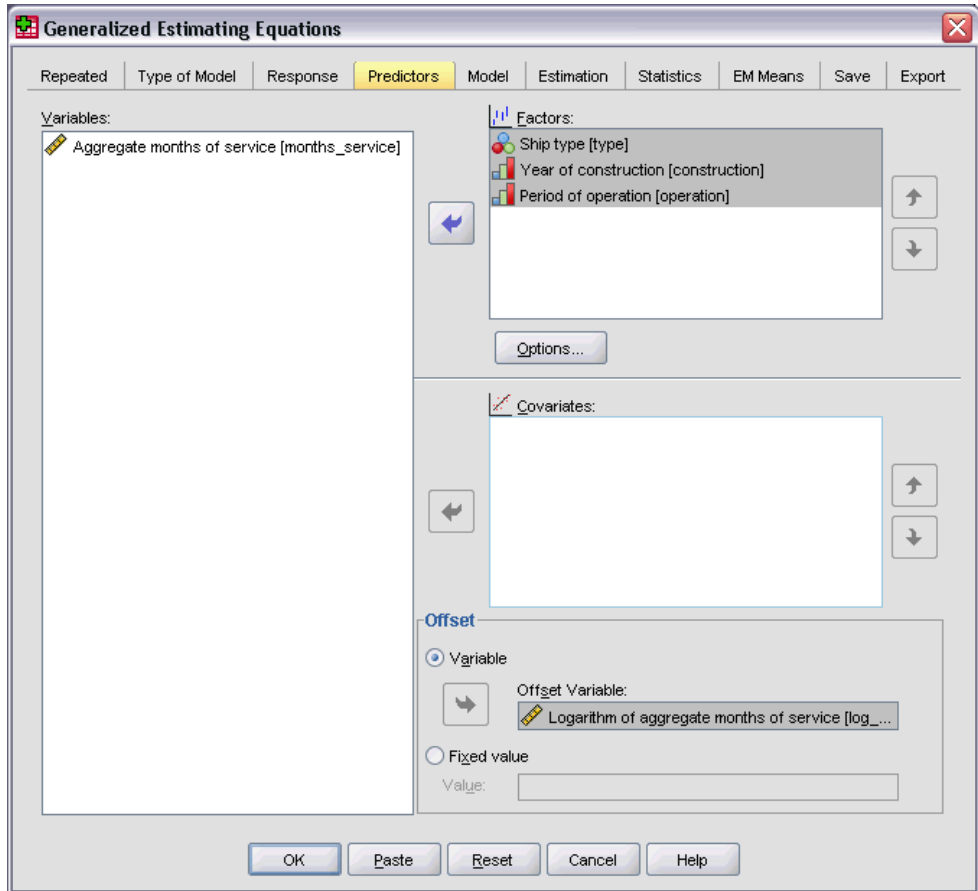 Generalized Estimating Equations
Repeated Type of Model Response Predictors Model Estimation Statistics EM Means Save Export
Variables:
Aggregate months of service [months_service]
Factors:
Ship type [type]
Year of construction [construction]
Period of operation [operation]
Options...
Covariates:
Offset
Variable
Offset Variable:
Logarithm of aggregate months of service [log_...
Fixed value
Value:
OK Paste Reset Cancel Help